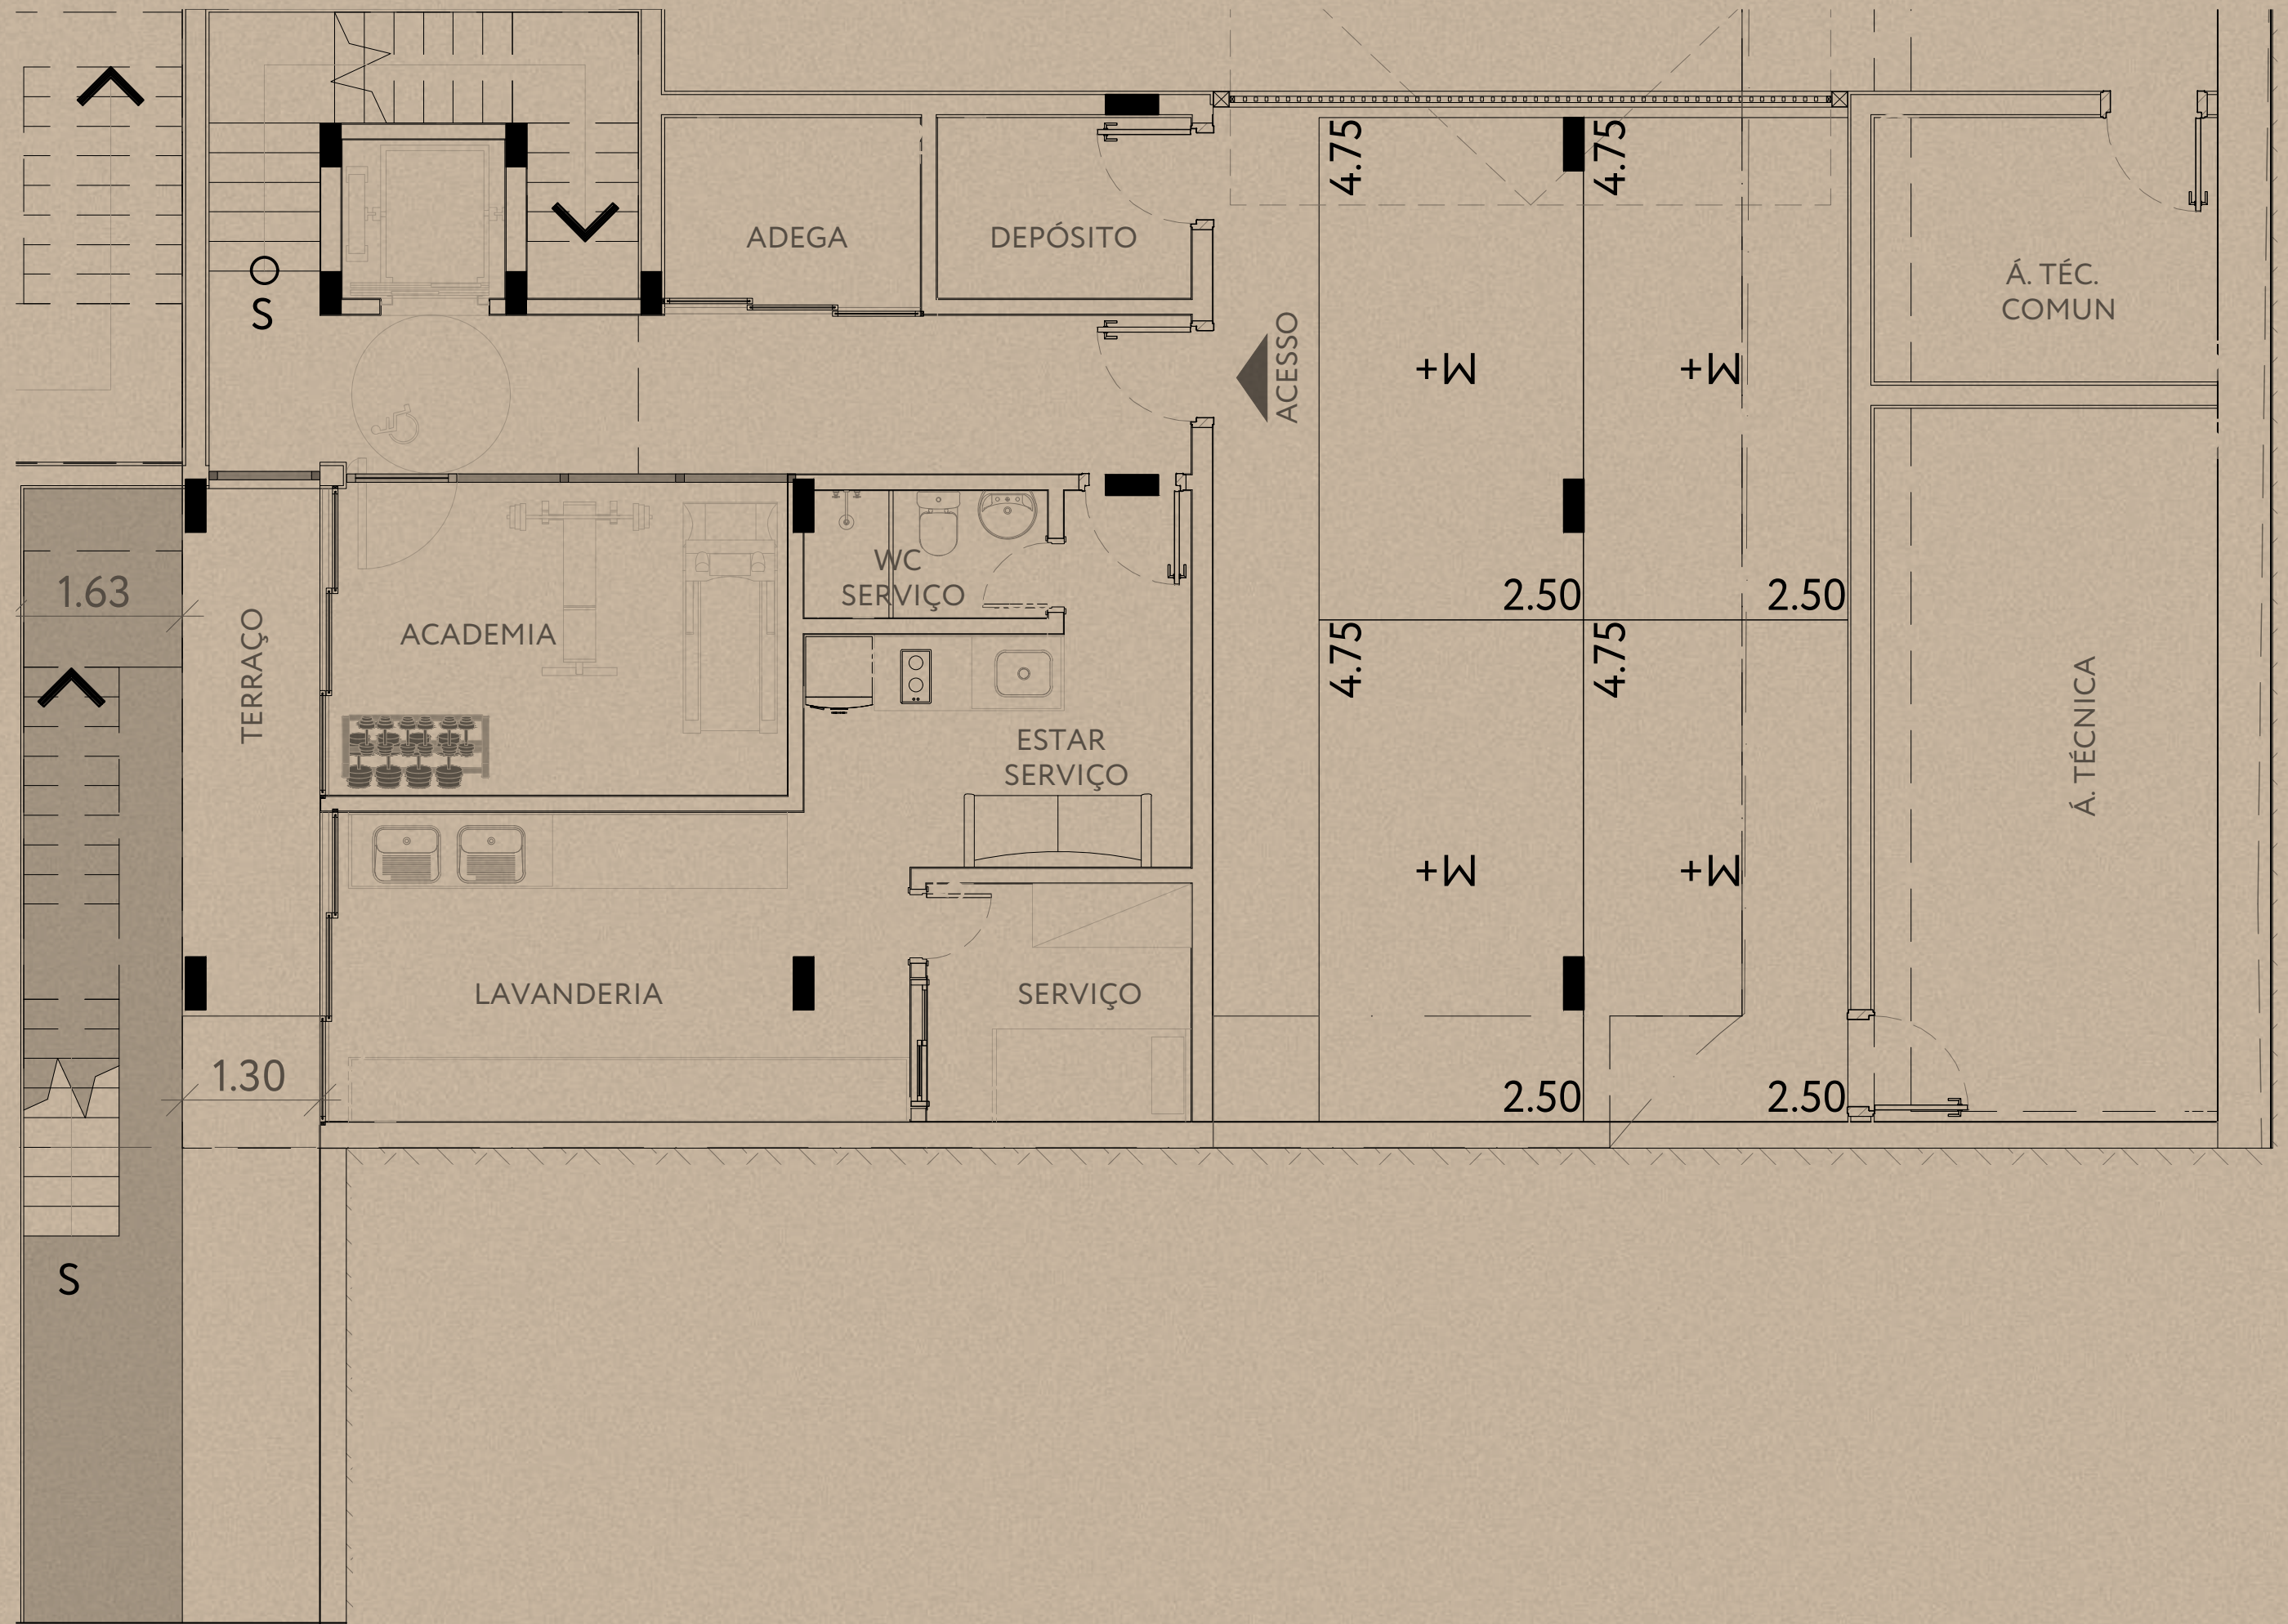 4.75
4.75
ADEGA
DEPÓSITO
Á. TÉC.
COMUN
S
ACESSO
M+
M+
WC
SERVIÇO
1.63
2.50
2.50
TERRAÇO
ACADEMIA
4.75
4.75
ESTAR
SERVIÇO
Á. TÉCNICA
M+
M+
LAVANDERIA
SERVIÇO
1.30
2.50
2.50
S